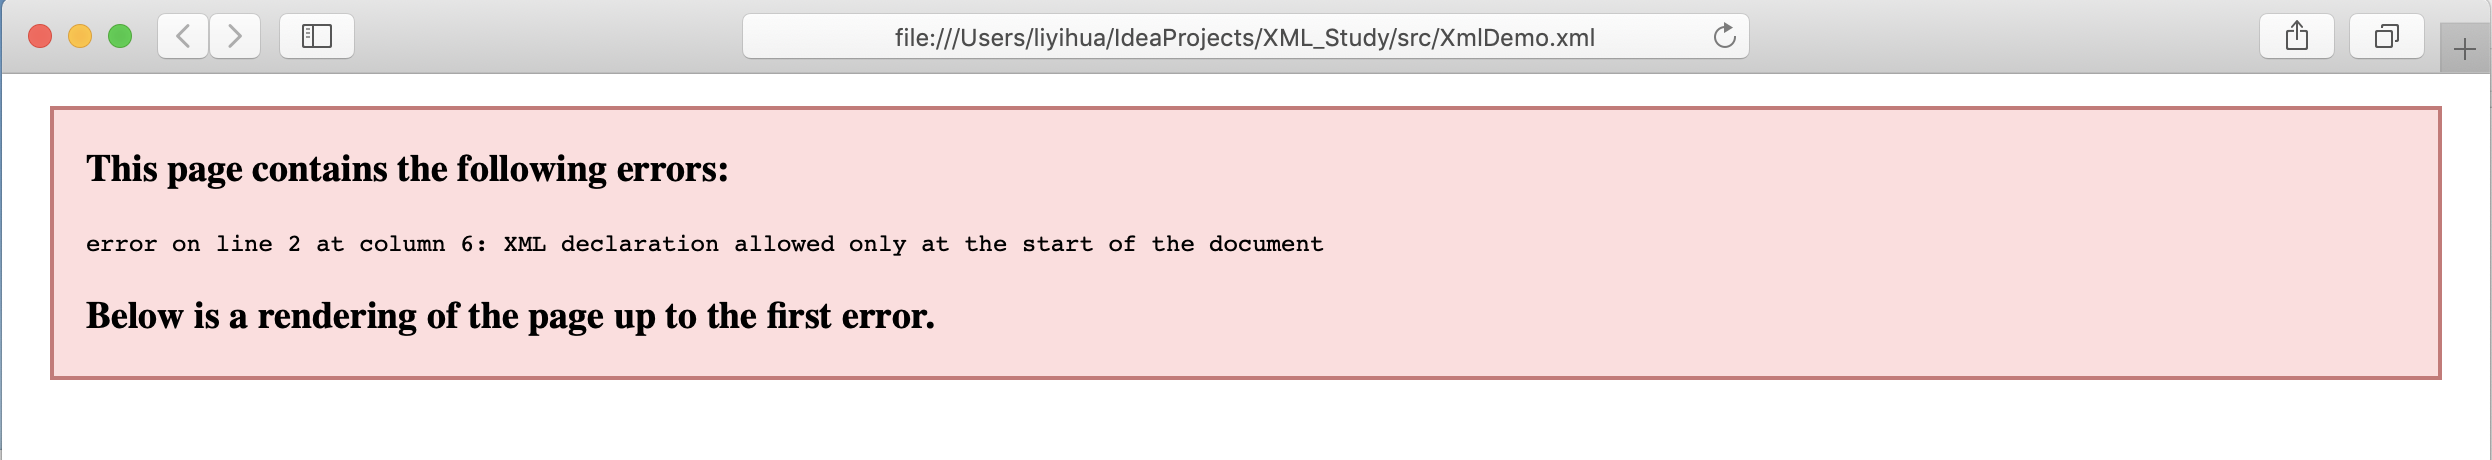 file:///Users/liyihua/IdeaProjects/XML_Study/src/XmlDemo.xml
This page contains the following errors:
error on line 2 at column 6: XML declaration allowed only at the start of the document
Below is a rendering of the page up to the first error.